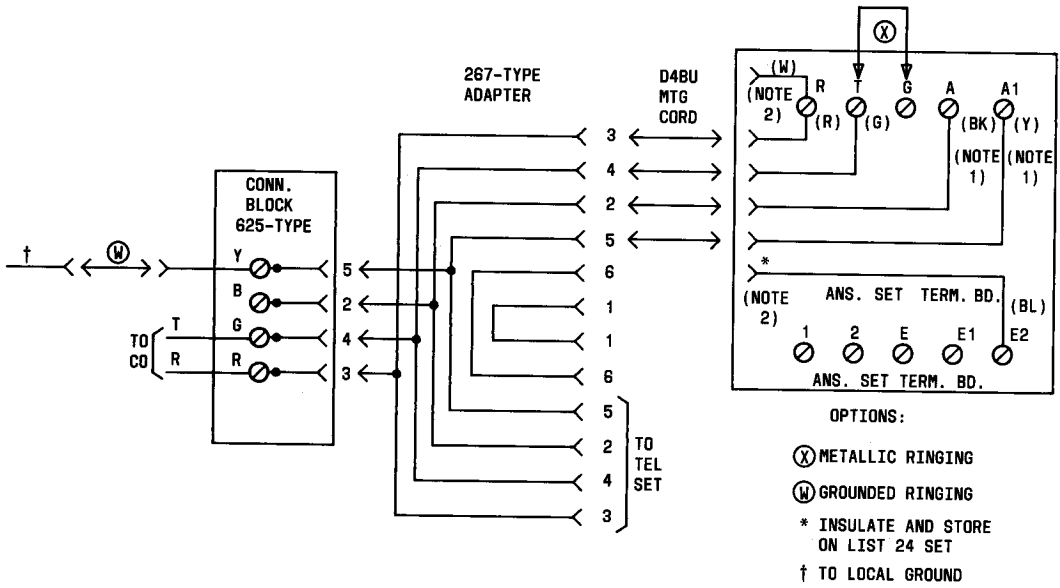 267-TYPE
ADAPTER
D4BU
MTG
CORD
X
(W)
(NOTE
2)
R
T
G
A
A1
(R)
(G)
(BK)
(Y)
(NOTE
1)
(NOTE
1)
CONN.
BLOCK
625-TYPE
†
W
Y
B
G
R
TO
CO
T
R
5
2
4
3
3
4
2
5
6
1
1
6
5
2
4
3
TO
TEL
SET
*
(NOTE
2)
ANS. SET TERM. BD.
(BL)
1
2
E
E1
E2
ANS. SET TERM. BD.
OPTIONS:
X METALLIC RINGING
W GROUNDED RINGING
* INSULATE AND STORE
ON LIST 24 SET
† TO LOCAL GROUND